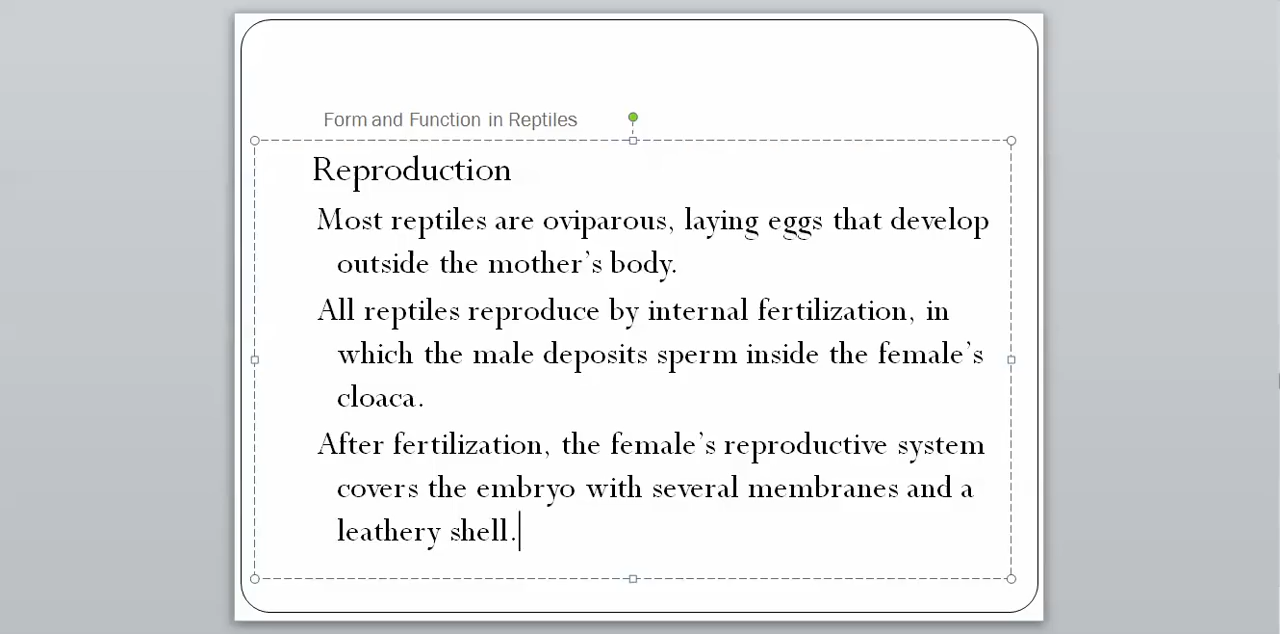 Form and Function in Reptiles
Reproduction
Most reptiles are oviparous, laying eggs that develop
outside the mother’s body.
All reptiles reproduce by internal fertilization, in
which the male deposits sperm inside the female’s
cloaca.
After fertilization, the female’s reproductive system
covers the embryo with several membranes and a
leathery shell.